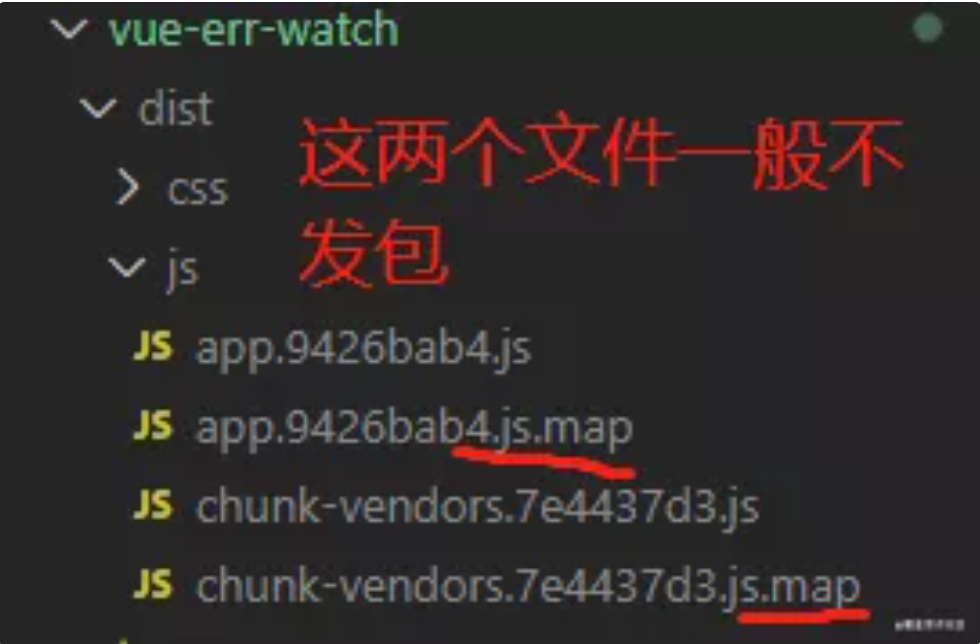 vue-err-watch
dist
css
js
这两个文件一般不
发包
JS app.9426bab4.js
JS app.9426bab4.js.map
JS chunk-vendors.7e4437d3.js
JS chunk-vendors.7e4437d3.js.map